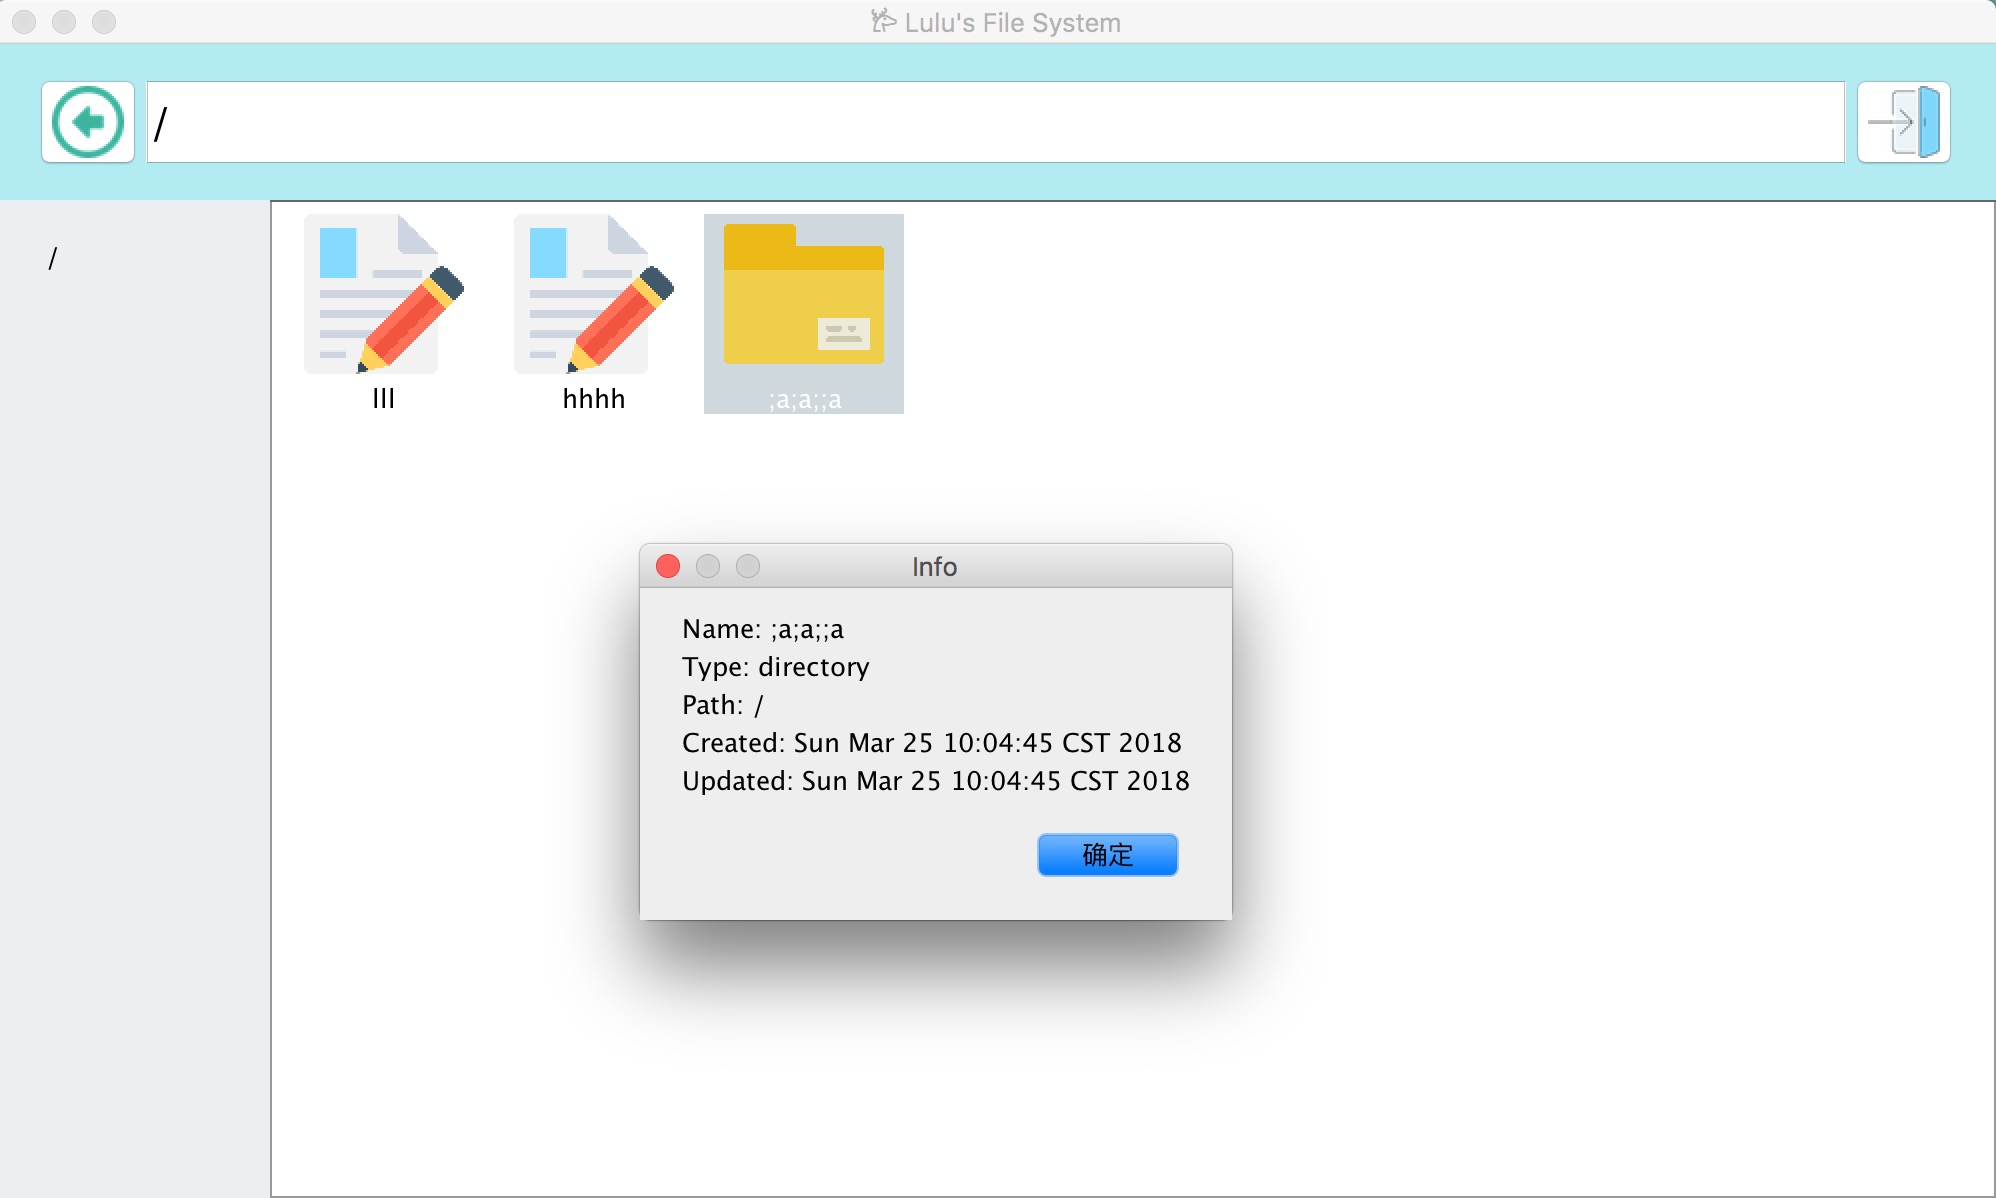 Lulu's File System
/
/
lll
hhhh
;a;a;;a
Info
Name: ;a;a;;a
Type: directory
Path: /
Created: Sun Mar 25 10:04:45 CST 2018
Updated: Sun Mar 25 10:04:45 CST 2018
确定